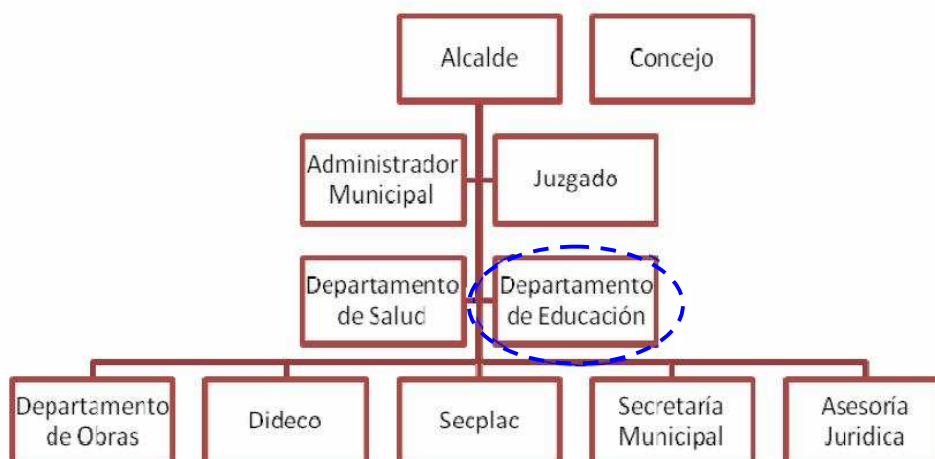 Alcalde
Concejo
Administrador
Municipal
Juzgado
Departamento
de Salud
Departamento
de Educación
Departamento
de Obras
Dideco
Secplac
Secretaría
Municipal
Asesoría
Juridica